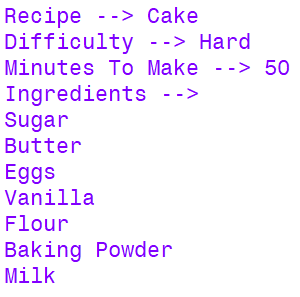 Recipe --> Cake
Difficulty --> Hard
Minutes To Make --> 50
Ingredients -->
Sugar
Butter
Eggs
Vanilla
Flour
Baking Powder
Milk